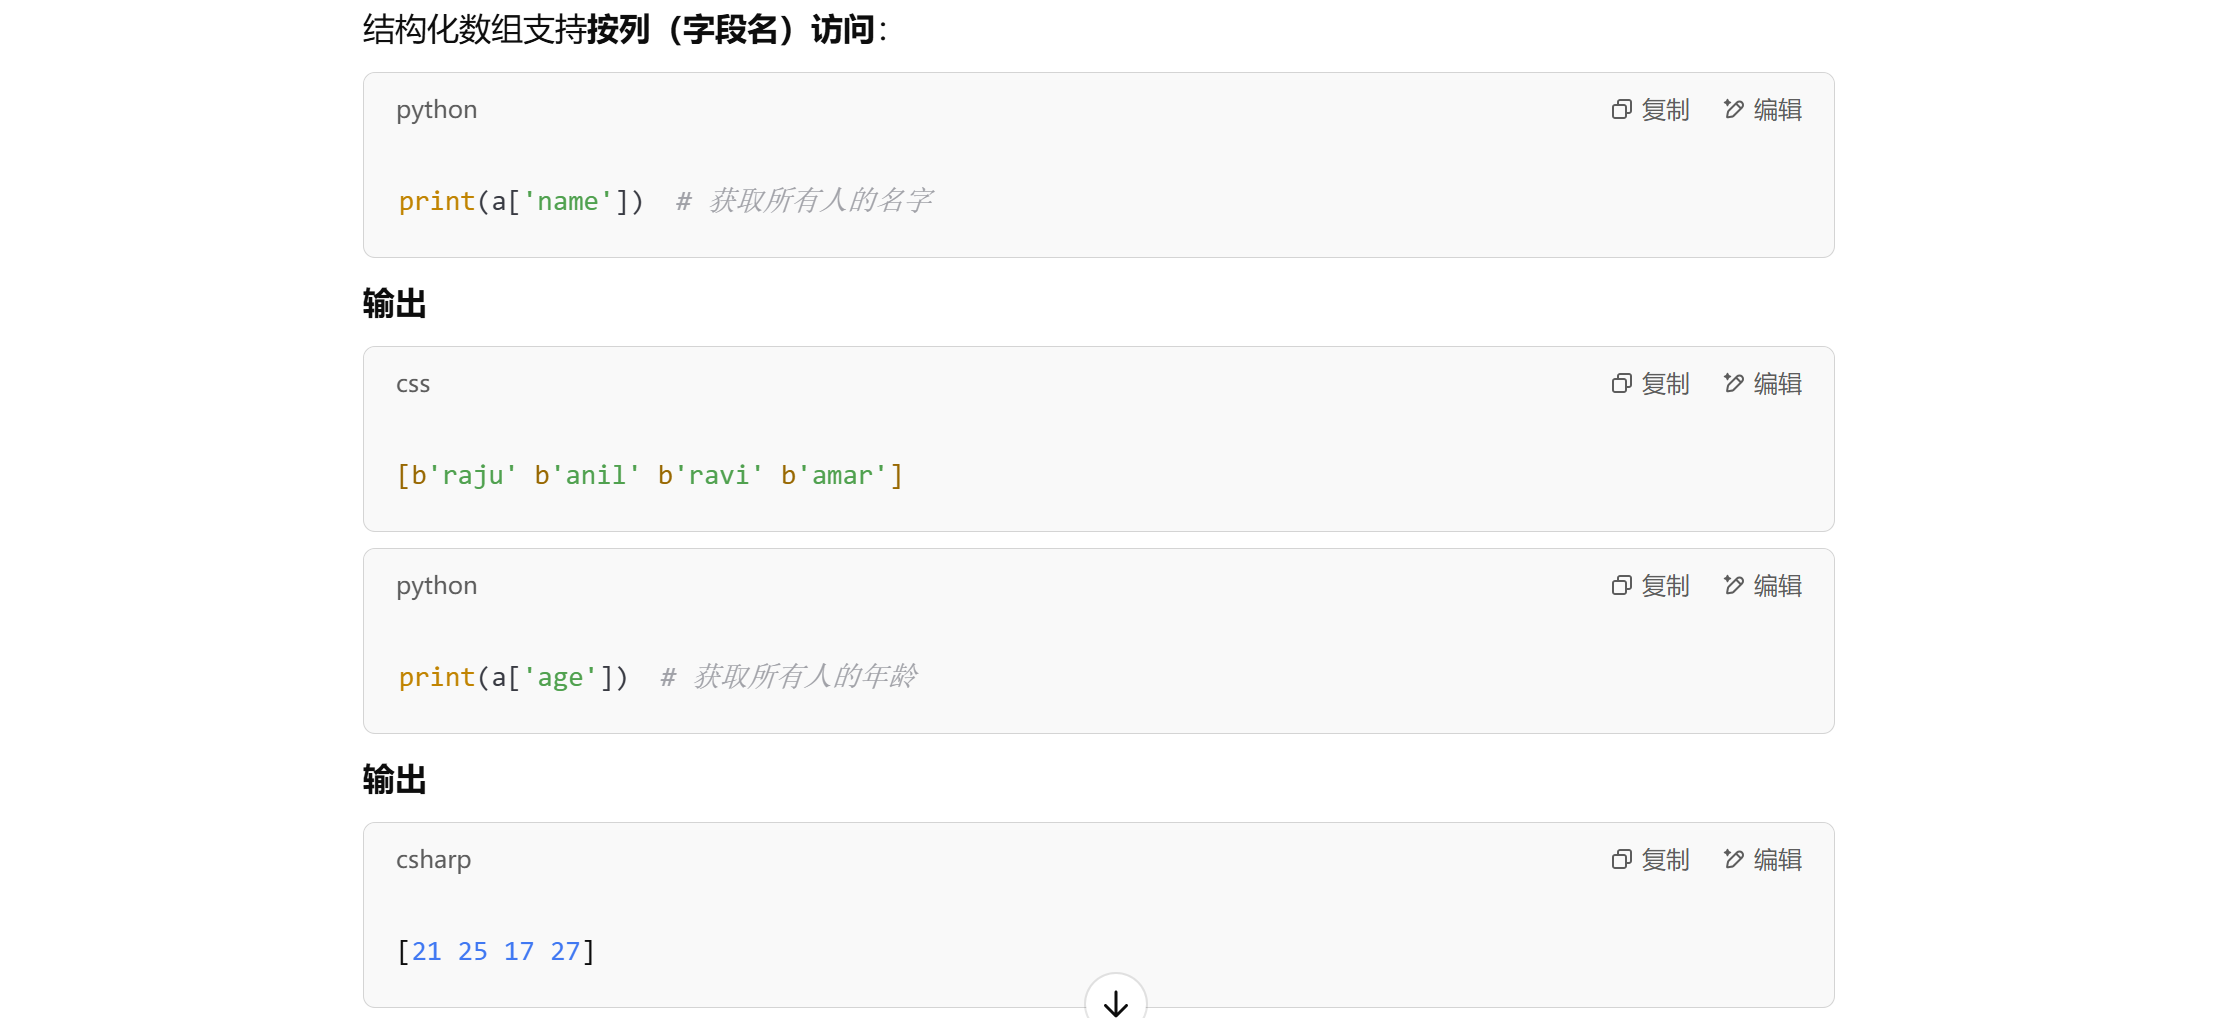 结构化数组支持按列（字段名）访问：
python 复制 编辑
print(a['name'])  # 获取所有人的名字
输出
css 复制 编辑
[b'raju' b'anil' b'ravi' b'amar']
python 复制 编辑
print(a['age'])  # 获取所有人的年龄
输出
csharp 复制 编辑
[21 25 17 27]